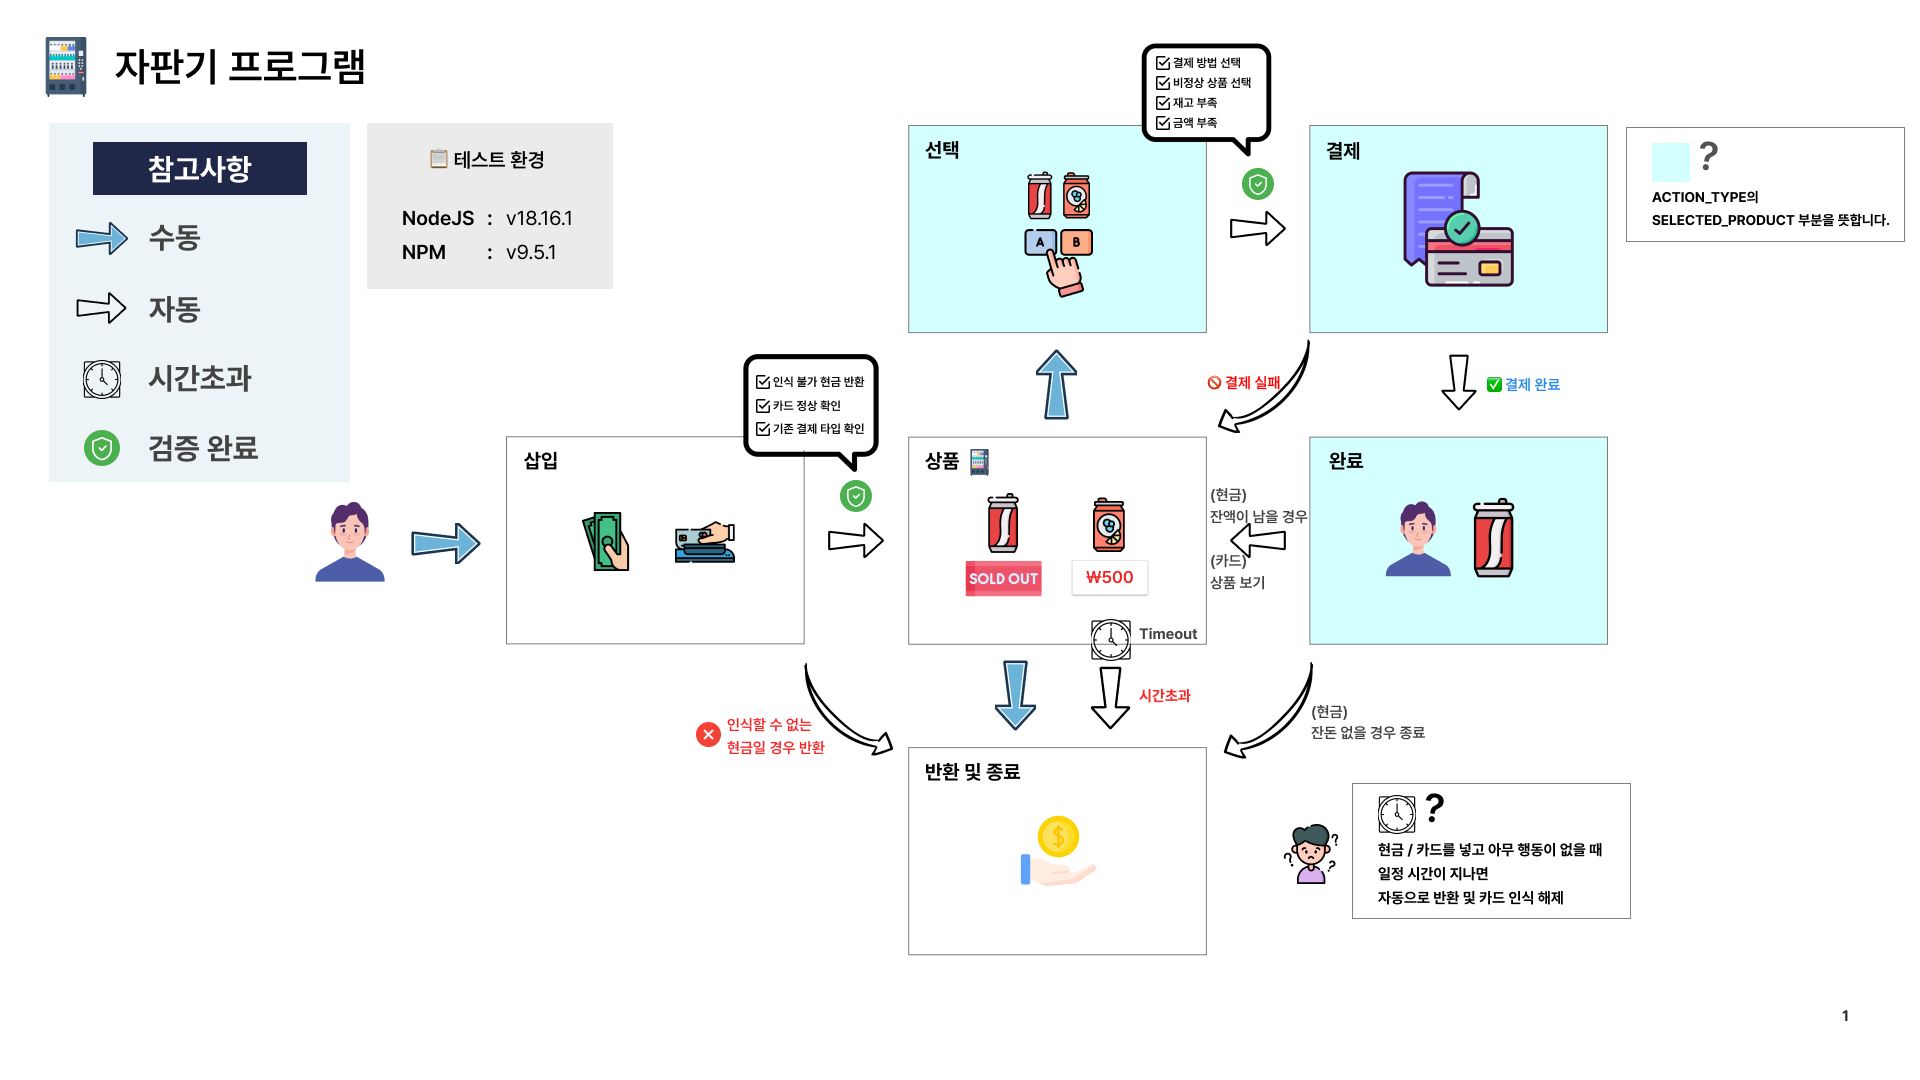 자판기 프로그램
참고사항
수동
자동
시간초과
검증 완료
테스트 환경
NodeJS : v18.16.1
NPM : v9.5.1
결제 방법 선택
비정상 상품 선택
재고 부족
금액 부족
선택
A B
결제
?
ACTION_TYPE의
SELECTED_PRODUCT 부분을 뜻합니다.
결제 실패
결제 완료
인식 불가 현금 반환
카드 정상 확인
기존 결제 타입 확인
삽입
상품
SOLD OUT
₩500
Timeout
(현금)
잔액이 남을 경우
(카드)
상품 보기
완료
인식할 수 없는
현금일 경우 반환
시간초과
(현금)
잔돈 없을 경우 종료
반환 및 종료
$
?
현금 / 카드를 넣고 아무 행동이 없을 때
일정 시간이 지나면
자동으로 반환 및 카드 인식 해제
1